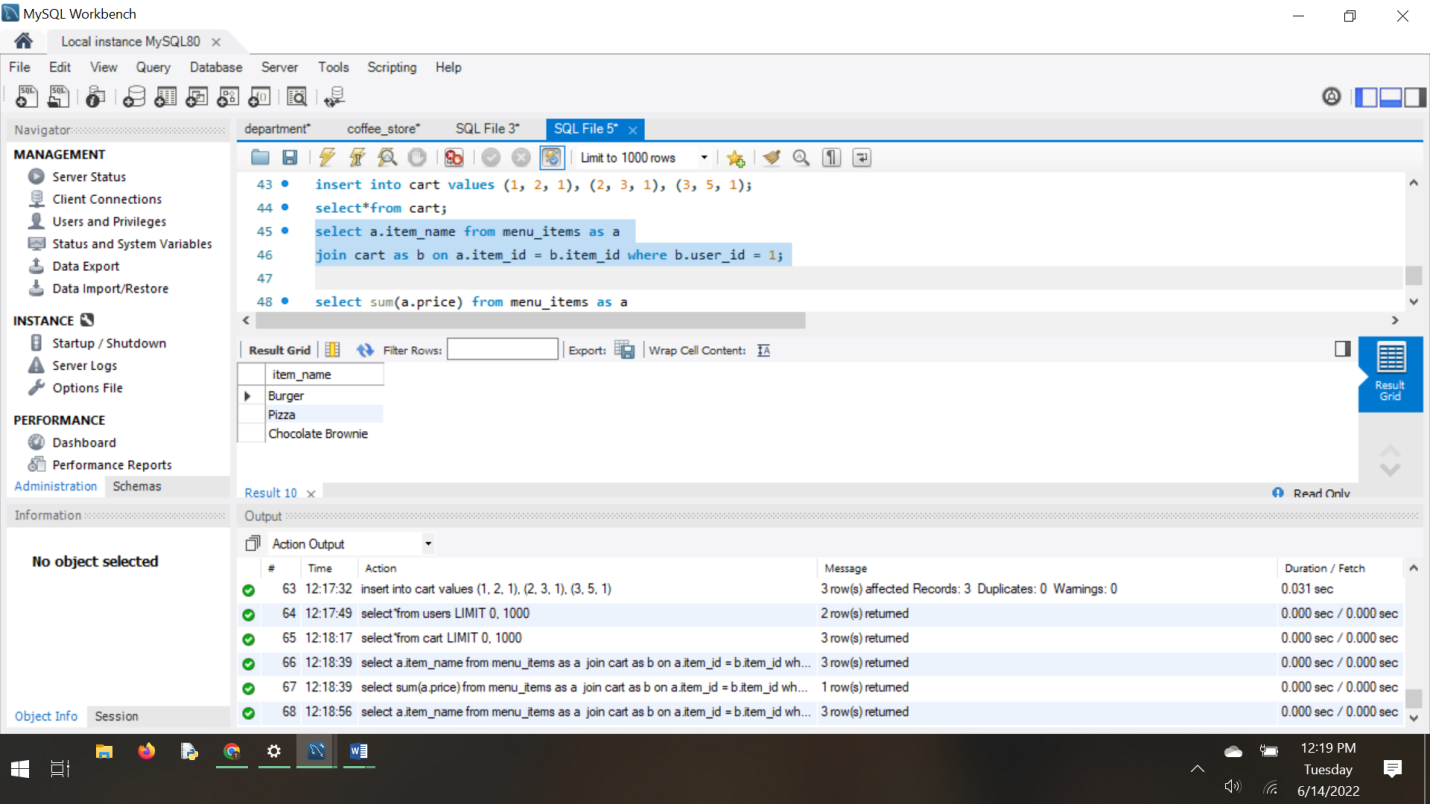 MySQL Workbench
Local instance MySQL80
File Edit View Query Database Server Tools Scripting Help
Navigator
MANAGEMENT
Server Status
Client Connections
Users and Privileges
Status and System Variables
Data Export
Data Import/Restore
INSTANCE
Startup / Shutdown
Server Logs
Options File
PERFORMANCE
Dashboard
Performance Reports
Administration Schemas
Information
No object selected
Object Info Session
department* coffee_store* SQL File 3* SQL File 5*
Limit to 1000 rows
43 insert into cart values (1, 2, 1), (2, 3, 1), (3, 5, 1);
44 select*from cart;
45 select a.item_name from menu_items as a
46 join cart as b on a.item_id = b.item_id where b.user_id = 1;
47
48 select sum(a.price) from menu_items as a
Result Grid Filter Rows: Export: Wrap Cell Content:
item_name
Burger
Pizza
Chocolate Brownie
Result Grid
Result 10 Read Only
Output
Action Output
# Time Action Message Duration / Fetch
63 12:17:32 insert into cart values (1, 2, 1), (2, 3, 1), (3, 5, 1) 3 row(s) affected Records: 3 Duplicates: 0 Warnings: 0 0.031 sec
64 12:17:49 select*from users LIMIT 0, 1000 2 row(s) returned 0.000 sec / 0.000 sec
65 12:18:17 select*from cart LIMIT 0, 1000 3 row(s) returned 0.000 sec / 0.000 sec
66 12:18:39 select a.item_name from menu_items as a join cart as b on a.item_id = b.item_id wh... 3 row(s) returned 0.000 sec / 0.000 sec
67 12:18:39 select sum(a.price) from menu_items as a join cart as b on a.item_id = b.item_id wh... 1 row(s) returned 0.000 sec / 0.000 sec
68 12:18:56 select a.item_name from menu_items as a join cart as b on a.item_id = b.item_id wh... 3 row(s) returned 0.000 sec / 0.000 sec
12:19 PM
Tuesday
6/14/2022